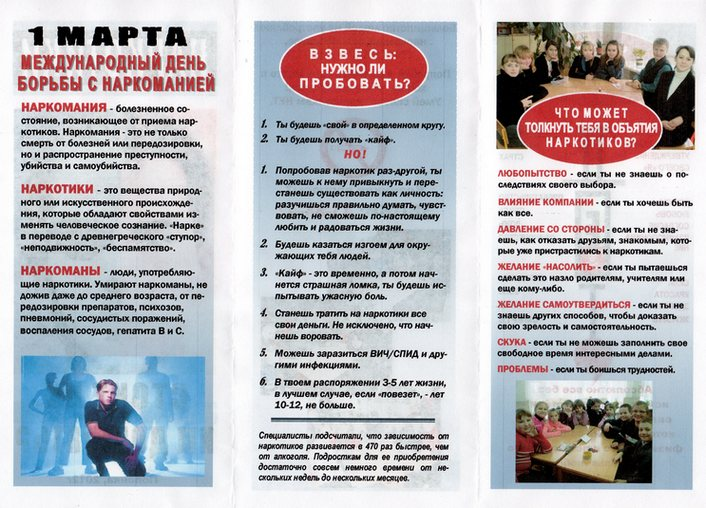 1 МАРТА
МЕЖДУНАРОДНЫЙ ДЕНЬ
БОРЬБЫ С НАРКОМАНИЕЙ
НАРКОМАНИЯ - болезненное со-
стояние, возникающее от приема нар-
котиков. Наркомания - это не только
смерть от болезней или передозировки,
но и распространение преступности,
убийства и самоубийства.
НАРКОТИКИ - это вещества природ-
ного или искусственного происхожде-
ния, которые обладают свойствами из-
менять человеческое сознание. «Нарке»
в переводе с древнегреческого «ступор»,
«неподвижность», «беспамятство».
НАРКОМАНЫ - люди, употребляю-
щие наркотики. Умирают наркоманы, не
дожив даже до среднего возраста, от пе-
редозировки препаратов, психозов,
пневмоний, сосудистых поражений,
воспаления сосудов, гепатита В и С.
ВЗВЕСЬ:
НУЖНО ЛИ
ПРОБОВАТЬ?
1. Ты будешь «свой» в определенном кругу.
2. Ты будешь получать «кайф».
НО!
1. Попробовав наркотик раз-другой, ты
можешь к нему привыкнуть и пере-
станешь существовать как личность:
разучишься правильно думать, чувст-
вовать, не сможешь по-настоящему
любить и радоваться жизни.
2. Будешь казаться изгоем для окру-
жающих тебя людей.
3. «Кайф» - это временно, а потом нач-
нется страшная ломка, ты будешь ис-
пытывать ужасную боль.
4. Станешь тратить на наркотики все
свои деньги. Не исключено, что нач-
нешь воровать.
5. Можешь заразиться ВИЧ/СПИД и дру-
гими инфекциями.
6. В твоем распоряжении 3-5 лет жизни,
в лучшем случае, если «повезет», - лет
10-12, не больше.
Специалисты подсчитали, что зависимость от
наркотиков развивается в 470 раз быстрее, чем
от алкоголя. Подросткам для ее приобретения
достаточно совсем немного времени от не-
скольких недель до нескольких месяцев.
ЧТО МОЖЕТ
ТОЛКНУТЬ ТЕБЯ В ОБЪЯТИЯ
НАРКОТИКОВ?
ЛЮБОПЫТСТВО - если ты не знаешь о по-
следствиях своего выбора.
ВЛИЯНИЕ КОМПАНИИ - если ты хочешь быть
как все.
ДАВЛЕНИЕ СО СТОРОНЫ - если ты не зна-
ешь, как отказать друзьям, знакомым, кото-
рые уже пристрастились к наркотикам.
ЖЕЛАНИЕ «НАСОЛИТЬ» - если ты пытаешься
сделать это назло родителям, учителям или
еще кому-либо.
ЖЕЛАНИЕ САМОУТВЕРДИТЬСЯ - если ты не
знаешь других способов, чтобы доказать
свою зрелость и самостоятельность.
СКУКА - если ты не можешь заполнить свое
свободное время интересными делами.
ПРОБЛЕМЫ - если ты боишься трудностей.